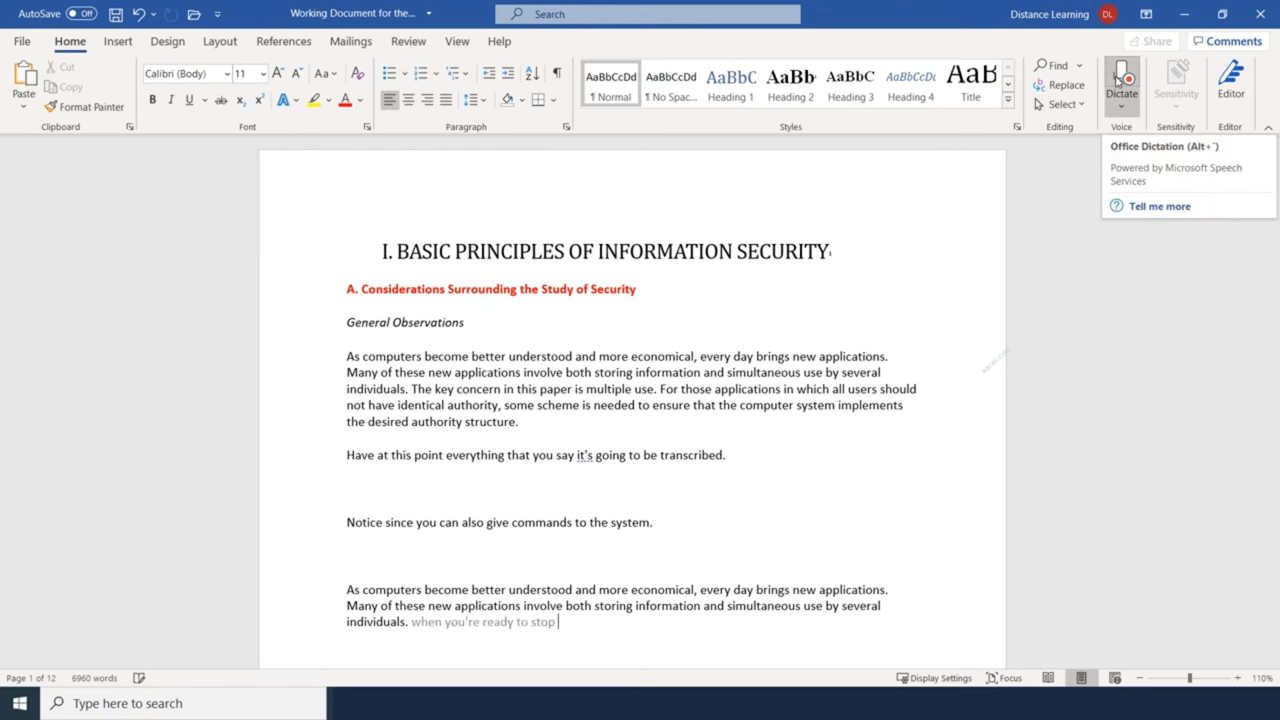 AutoSave Off Working Document for the... Search Distance Learning DL
File Home Insert Design Layout References Mailings Review View Help Share Comments
Paste
Cut
Copy
Format Painter
Clipboard
Calibri (Body) 11 Aa
B I U ab x₂ x² A A
Font
Paragraph
AaBbCcDd AaBbCcDd AaBbC AaBb AaBbC AaBbCcDc AaB
¶ Normal ¶ No Spac... Heading 1 Heading 2 Heading 3 Heading 4 Title
Styles
Find
Replace
Select
Editing
Dictate
Voice
Sensitivity
Sensitivity
Editor
Editor
Office Dictation (Alt+`)
Powered by Microsoft Speech
Services
Tell me more
I. BASIC PRINCIPLES OF INFORMATION SECURITY¹
A. Considerations Surrounding the Study of Security
General Observations
As computers become better understood and more economical, every day brings new applications.
Many of these new applications involve both storing information and simultaneous use by several
individuals. The key concern in this paper is multiple use. For those applications in which all users should
not have identical authority, some scheme is needed to ensure that the computer system implements
the desired authority structure.
Have at this point everything that you say it's going to be transcribed.
Notice since you can also give commands to the system.
As computers become better understood and more economical, every day brings new applications.
Many of these new applications involve both storing information and simultaneous use by several
individuals. when you're ready to stop
Page 1 of 12 6960 words Display Settings Focus 110%
Type here to search